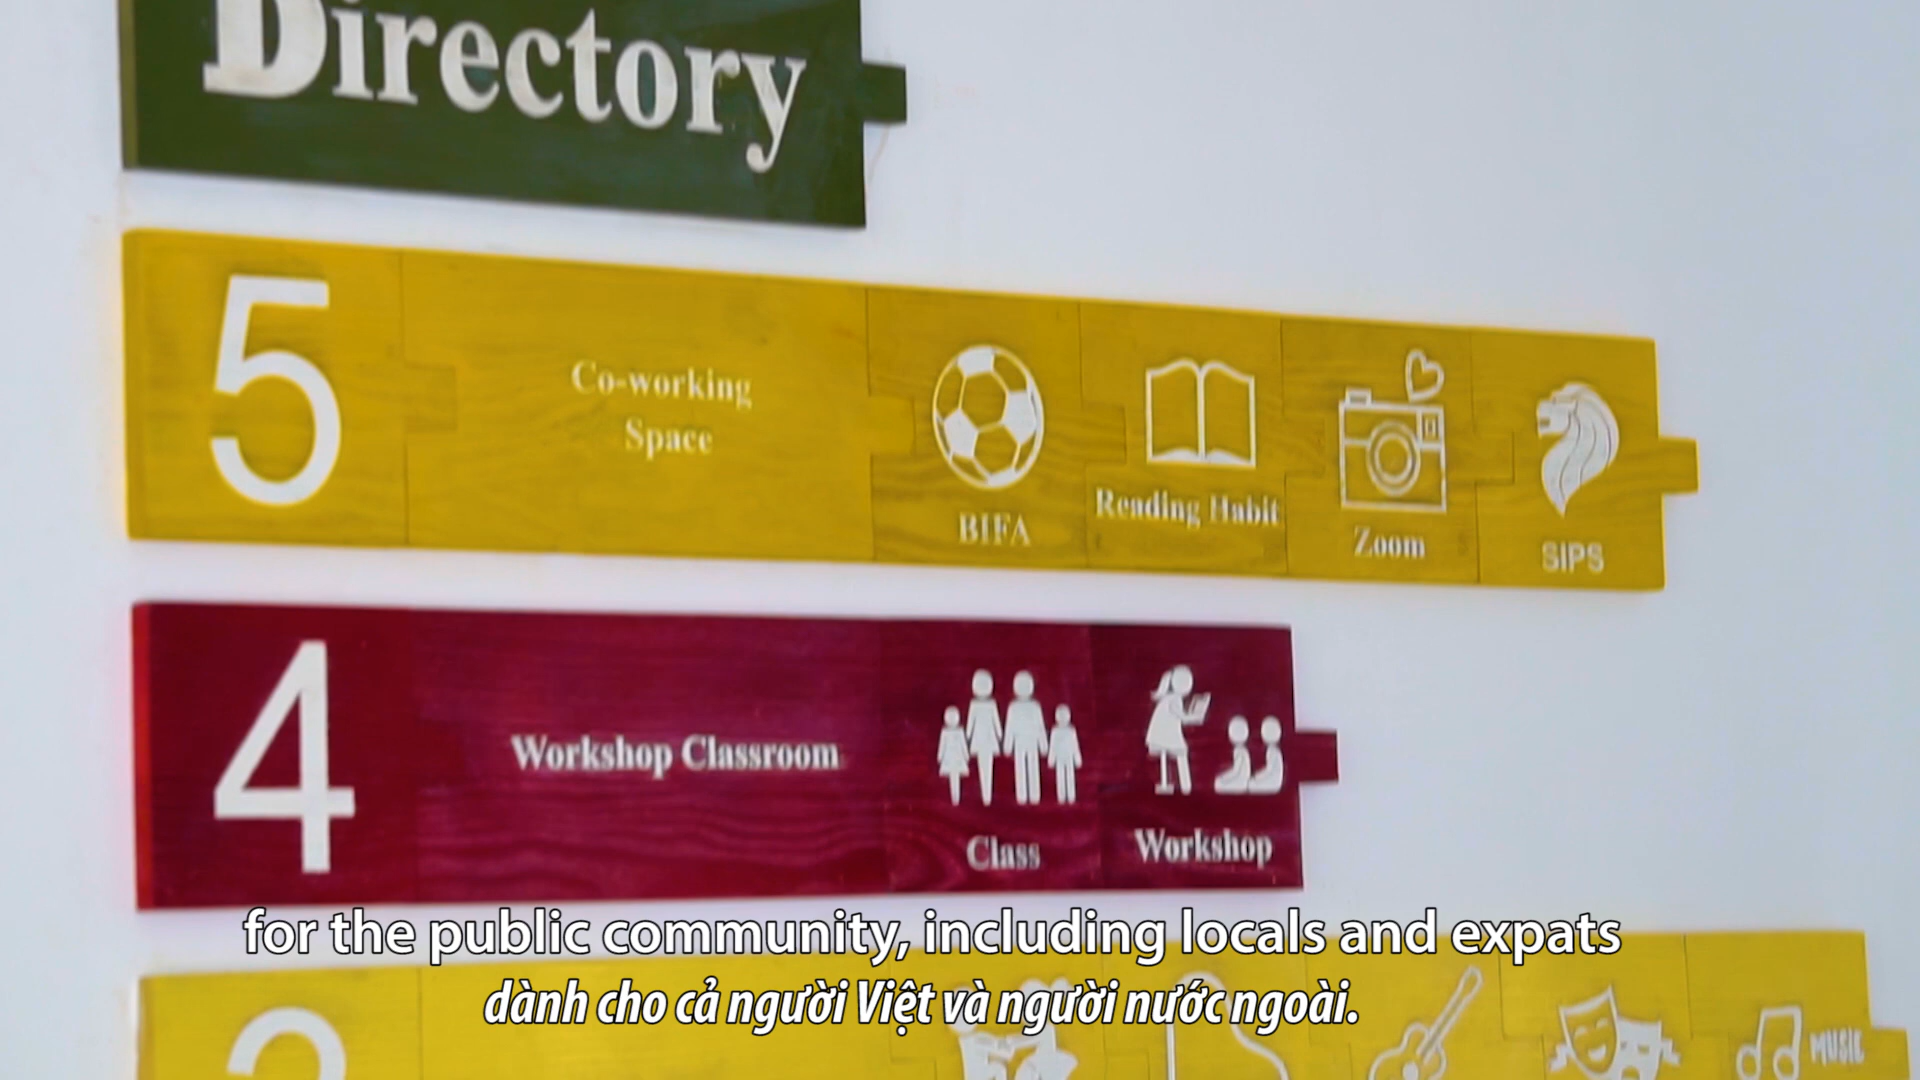 Directory
5
Co-working
Space
BIFA
Reading Habit
Zoom
SIPS
4
Workshop Classroom
Class
Workshop
for the public community, including locals and expats
dành cho cả người Việt và người nước ngoài.
MUSIC